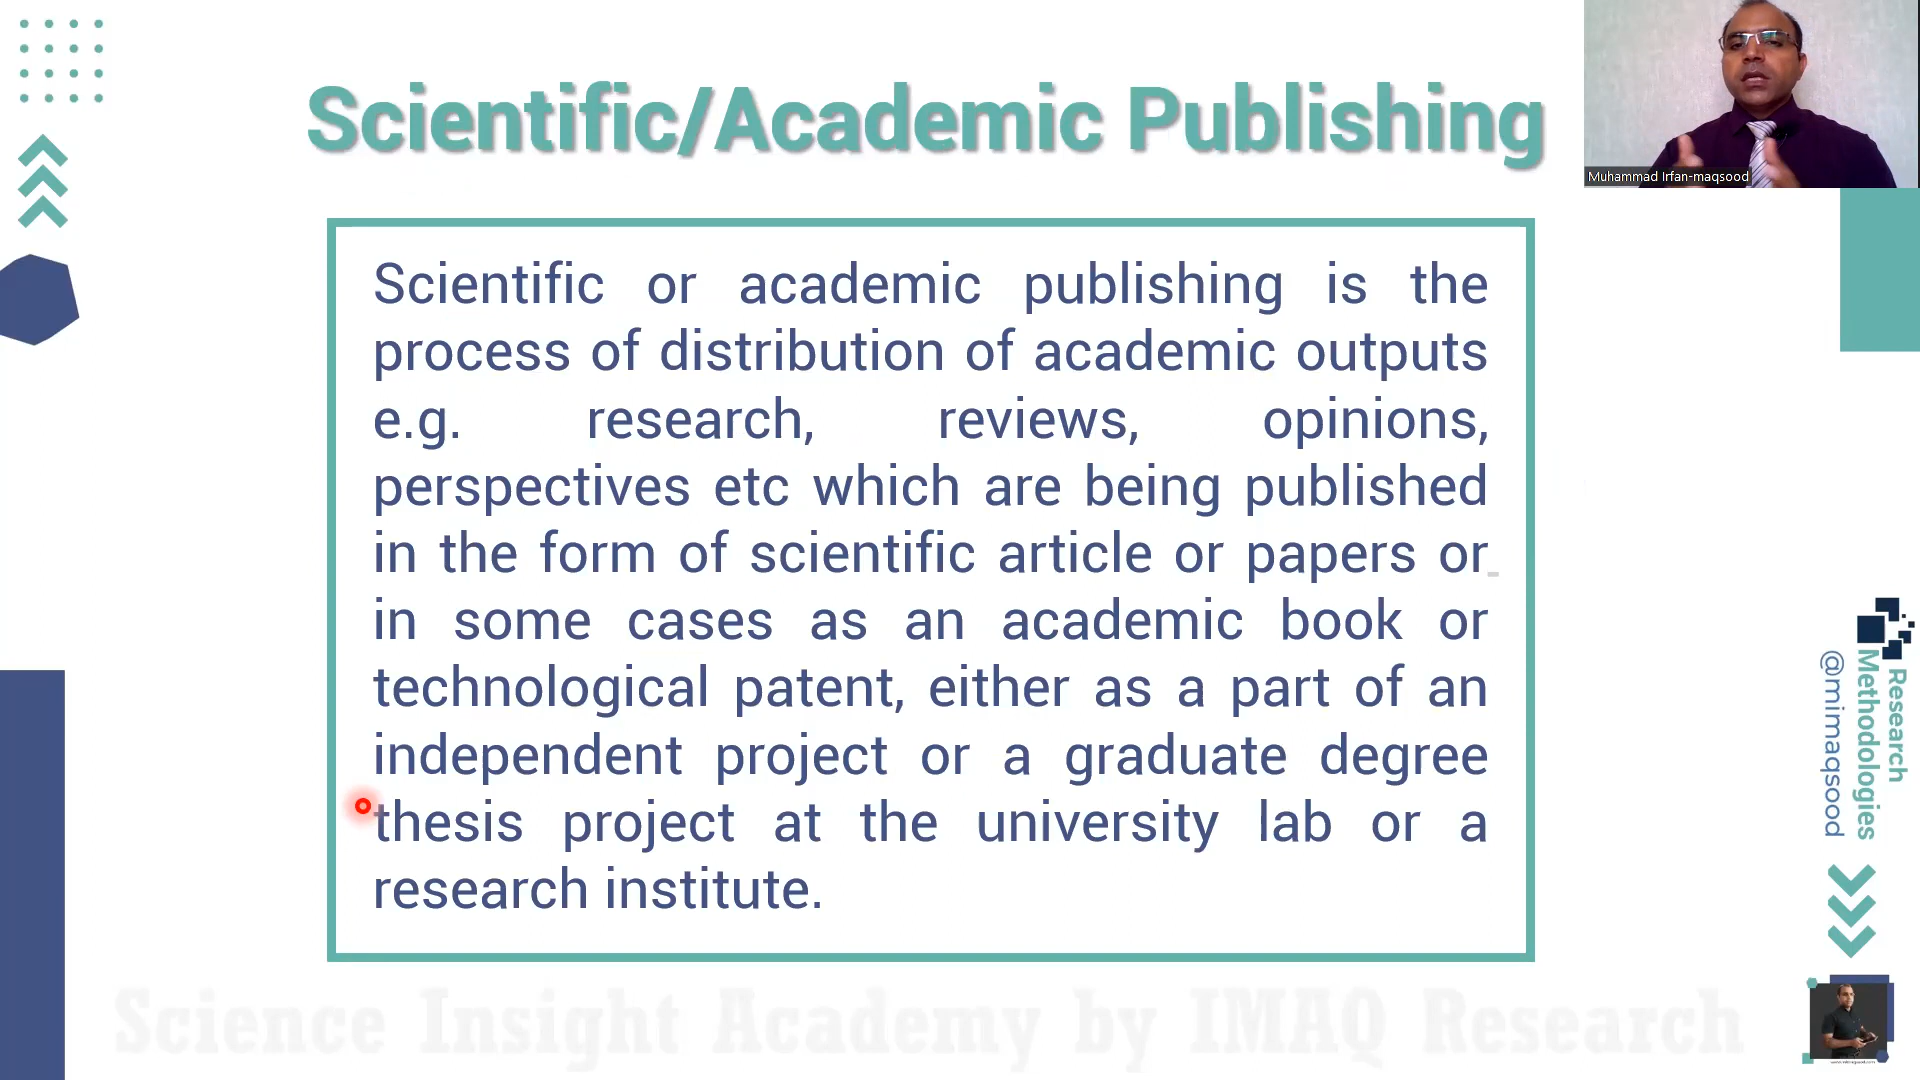 Scientific/Academic Publishing
Muhammad Irfan-maqsood
Scientific or academic publishing is the
process of distribution of academic outputs
e.g. research, reviews, opinions,
perspectives etc which are being published
in the form of scientific article or papers or
in some cases as an academic book or
technological patent, either as a part of an
independent project or a graduate degree
thesis project at the university lab or a
research institute.
Research
Methodologies
@mimaqsood
Science Insight Academy by IMAQ Research